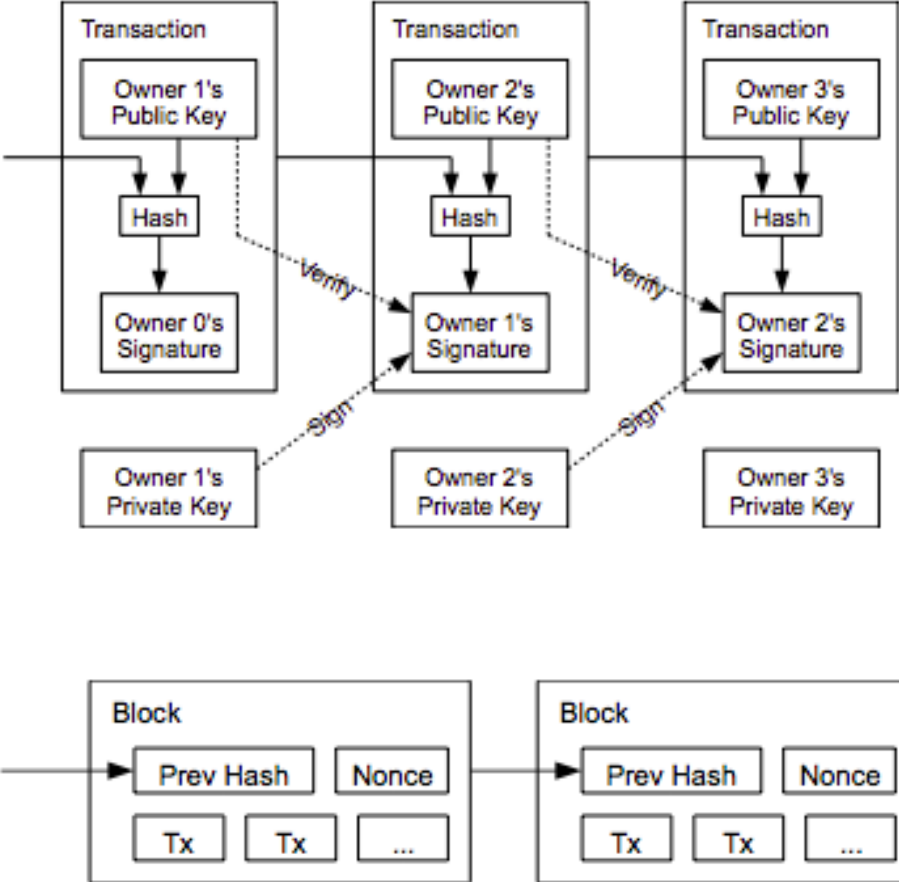 Transaction
Transaction
Transaction
Owner 1's
Public Key
Owner 2's
Public Key
Owner 3's
Public Key
Hash
Hash
Hash
Verify
Verify
Owner 0's
Signature
Owner 1's
Signature
Owner 2's
Signature
Sign
Sign
Owner 1's
Private Key
Owner 2's
Private Key
Owner 3's
Private Key
Block
Block
Prev Hash
Nonce
Prev Hash
Nonce
Tx
Tx
...
Tx
Tx
...